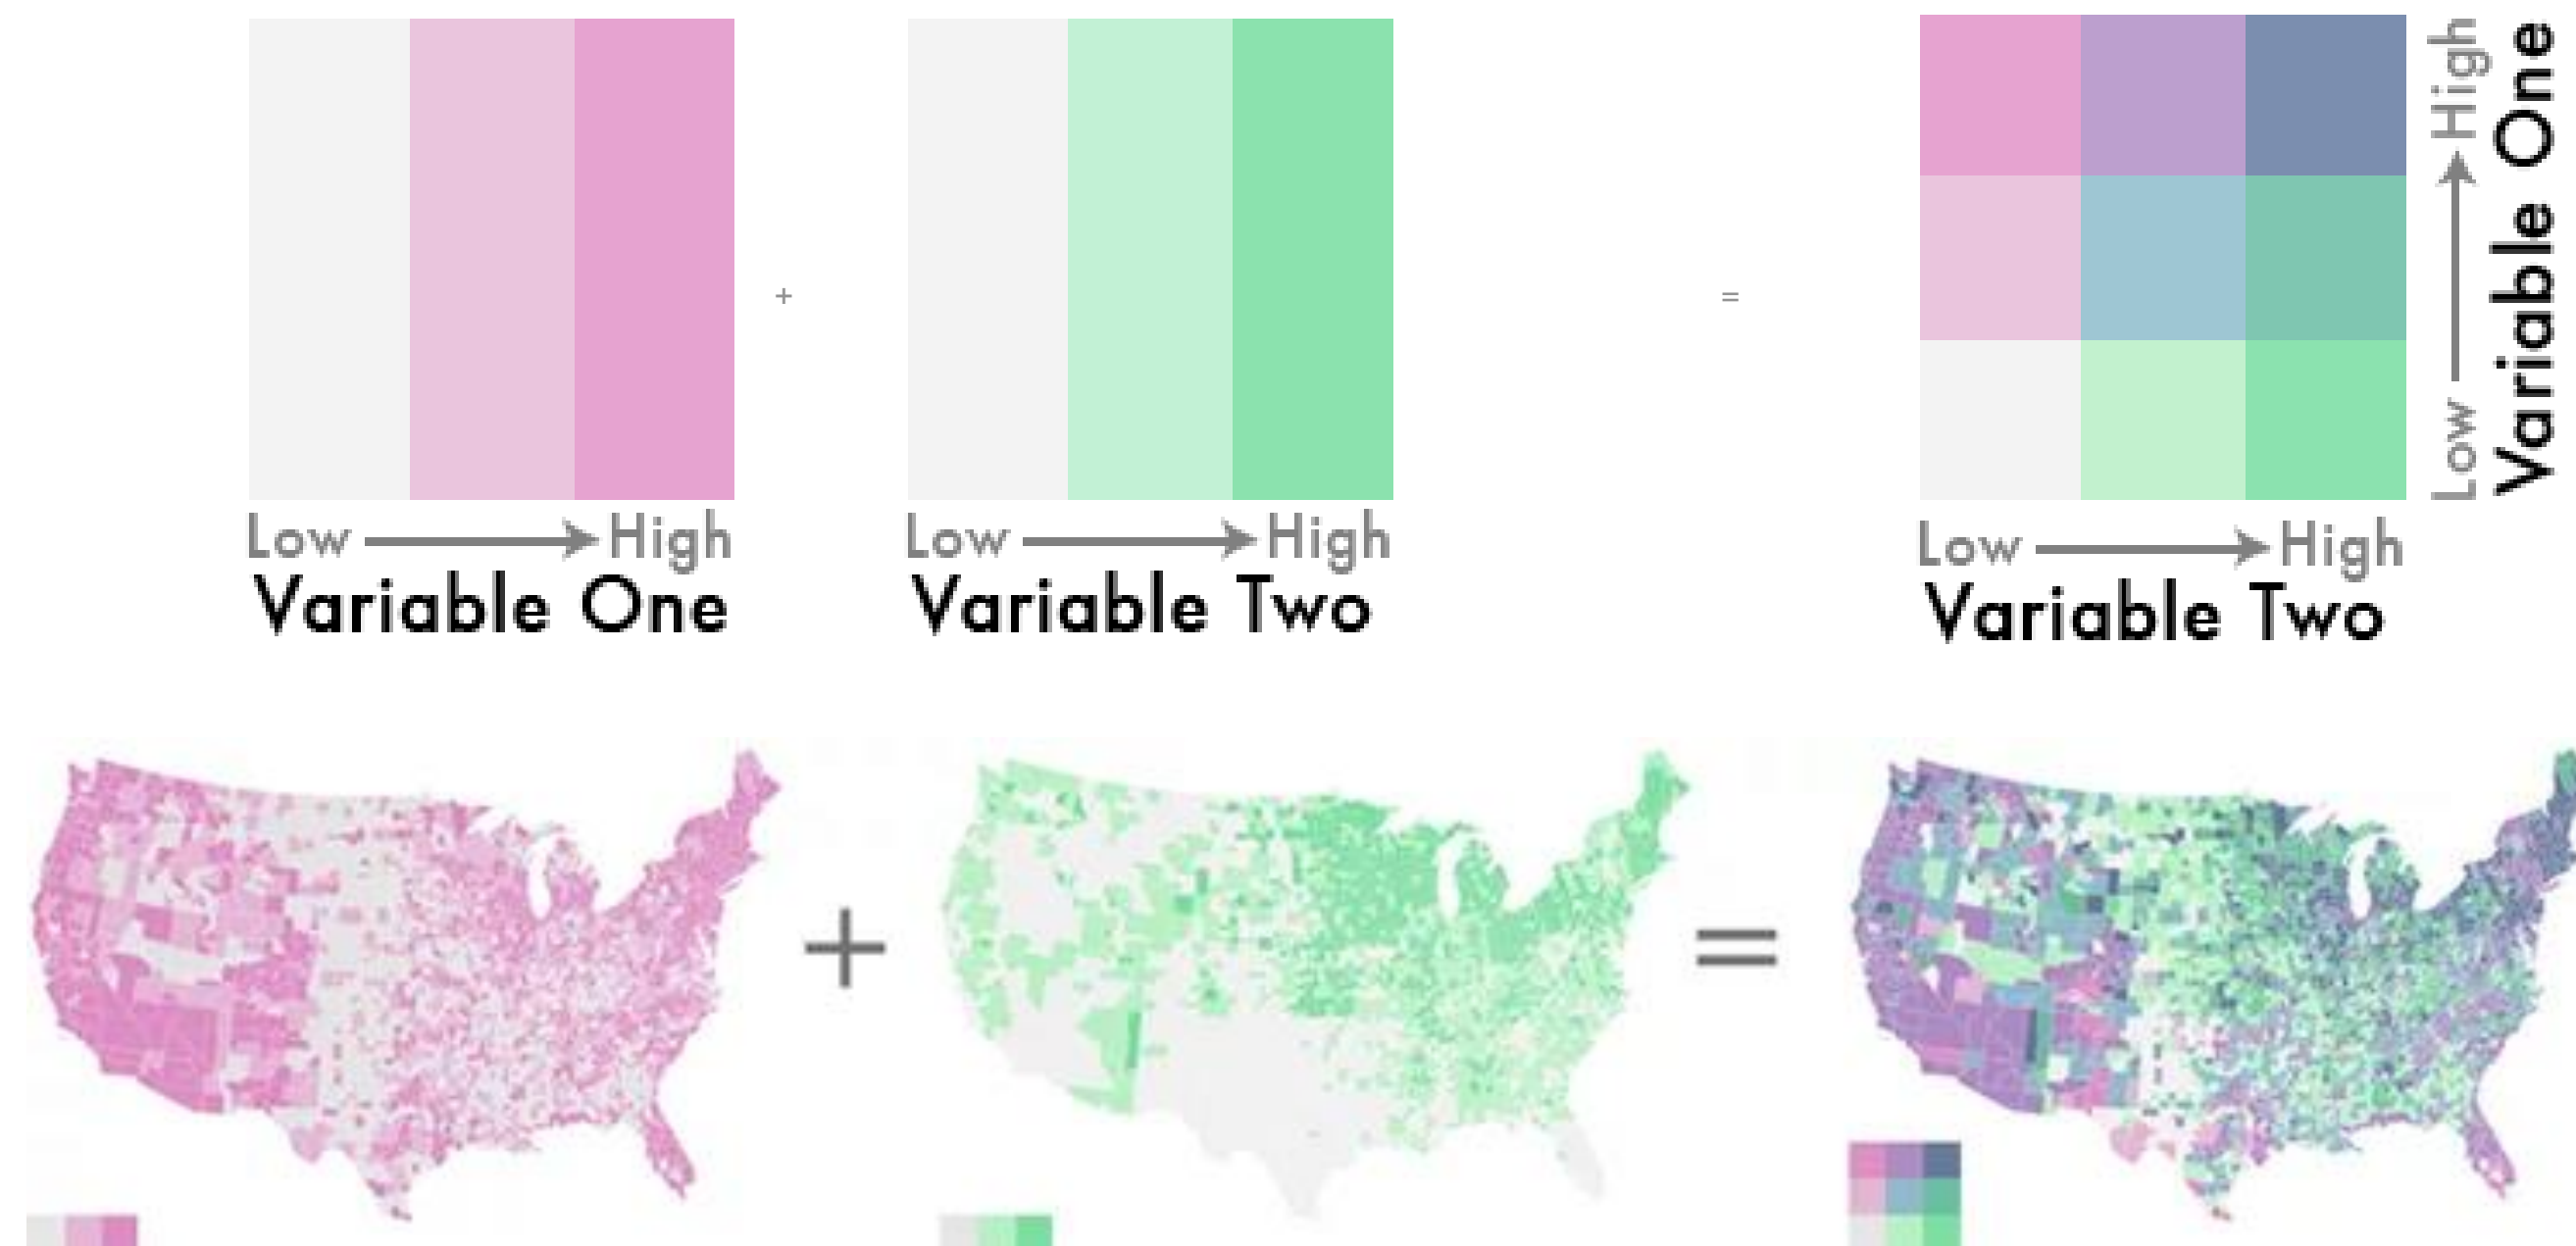 +
=
Low High
Variable One
Low High
Variable Two
Low High
Variable Two
Low High
Variable One
+
=